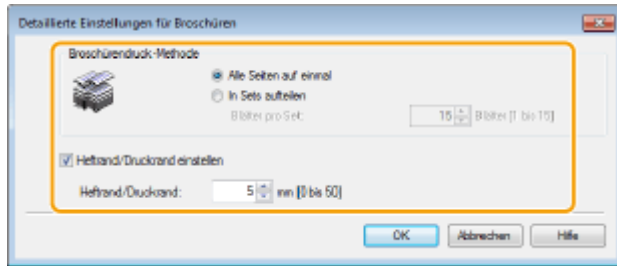 Detaillierte Einstellungen für Broschüren
Broschürendruck-Methode
Alle Seiten auf einmal
In Sets aufteilen
Blätter pro Set: 15 Blätter [1 bis 15]
Heftrand/Druckrand einstellen
Heftrand/Druckrand: 5 mm [0 bis 50]
OK Abbrechen Hilfe